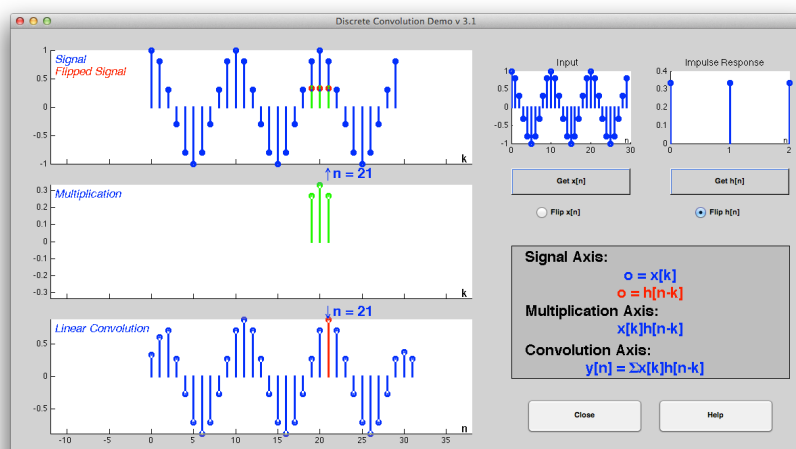 Discrete Convolution Demo v 3.1
Signal
Flipped Signal
1
0.5
0
-0.5
-1
k
↑n = 21
Multiplication
0.3
0.2
0.1
0
-0.1
-0.2
-0.3
k
↓n = 21
Linear Convolution
0.5
0
-0.5
n
-10 -5 0 5 10 15 20 25 30 35
Input
1
0.5
0
-0.5
-1
0 10 20 30
n
Impulse Response
0.4
0.3
0.2
0.1
0
0 1 2
n
Get x[n]
Get h[n]
Flip x[n]
Flip h[n]
Signal Axis:
o = x[k]
o = h[n-k]
Multiplication Axis:
x[k]h[n-k]
Convolution Axis:
y[n] = Σx[k]h[n-k]
Close
Help